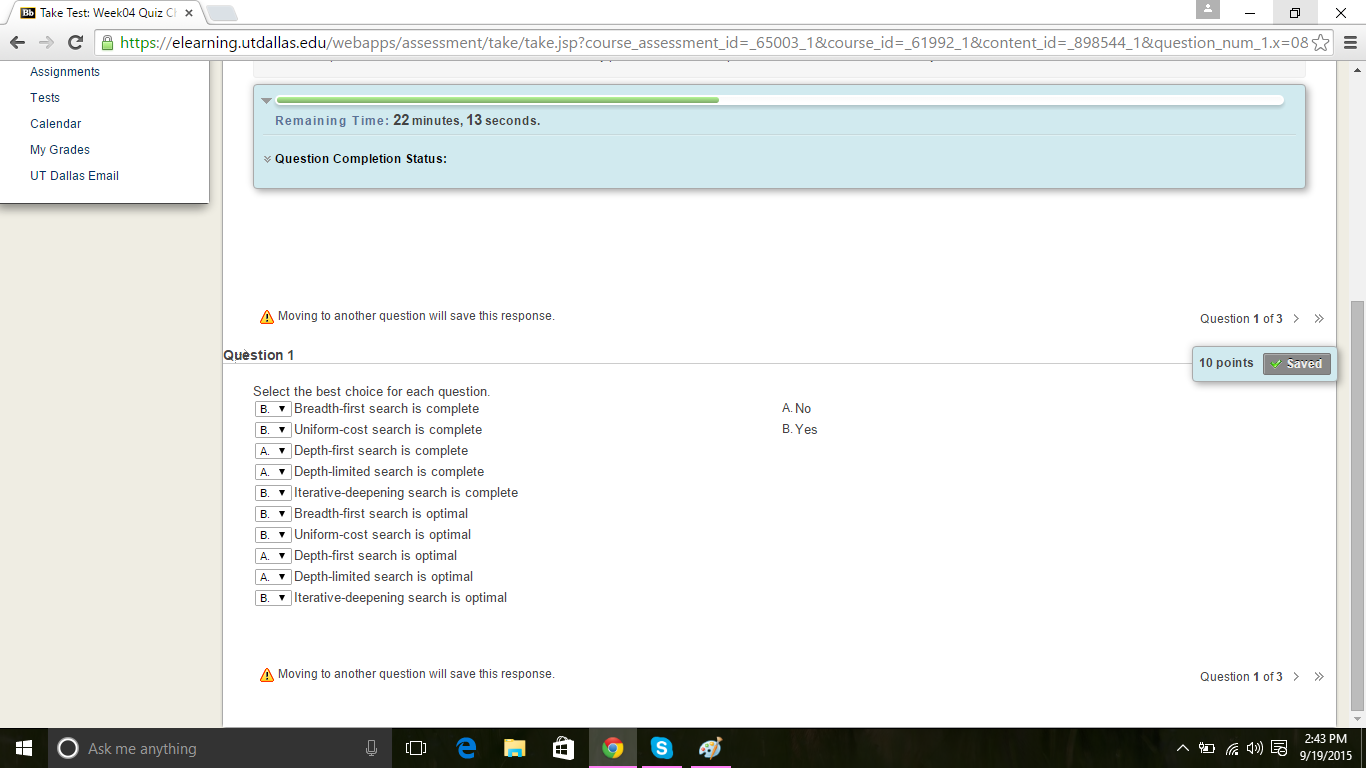 Bb Take Test: Week04 Quiz Ch
https://elearning.utdallas.edu/webapps/assessment/take/take.jsp?course_assessment_id=_65003_1&course_id=_61992_1&content_id=_898544_1&question_num_1.x=08
Assignments
Tests
Calendar
My Grades
UT Dallas Email
Remaining Time: 22 minutes, 13 seconds.
Question Completion Status:
Moving to another question will save this response.
Question 1 of 3
Question 1
10 points Saved
Select the best choice for each question.
B. Breadth-first search is complete A. No
B. Uniform-cost search is complete B. Yes
A. Depth-first search is complete
A. Depth-limited search is complete
B. Iterative-deepening search is complete
B. Breadth-first search is optimal
B. Uniform-cost search is optimal
A. Depth-first search is optimal
A. Depth-limited search is optimal
B. Iterative-deepening search is optimal
Moving to another question will save this response.
Question 1 of 3
Ask me anything
2:43 PM
9/19/2015